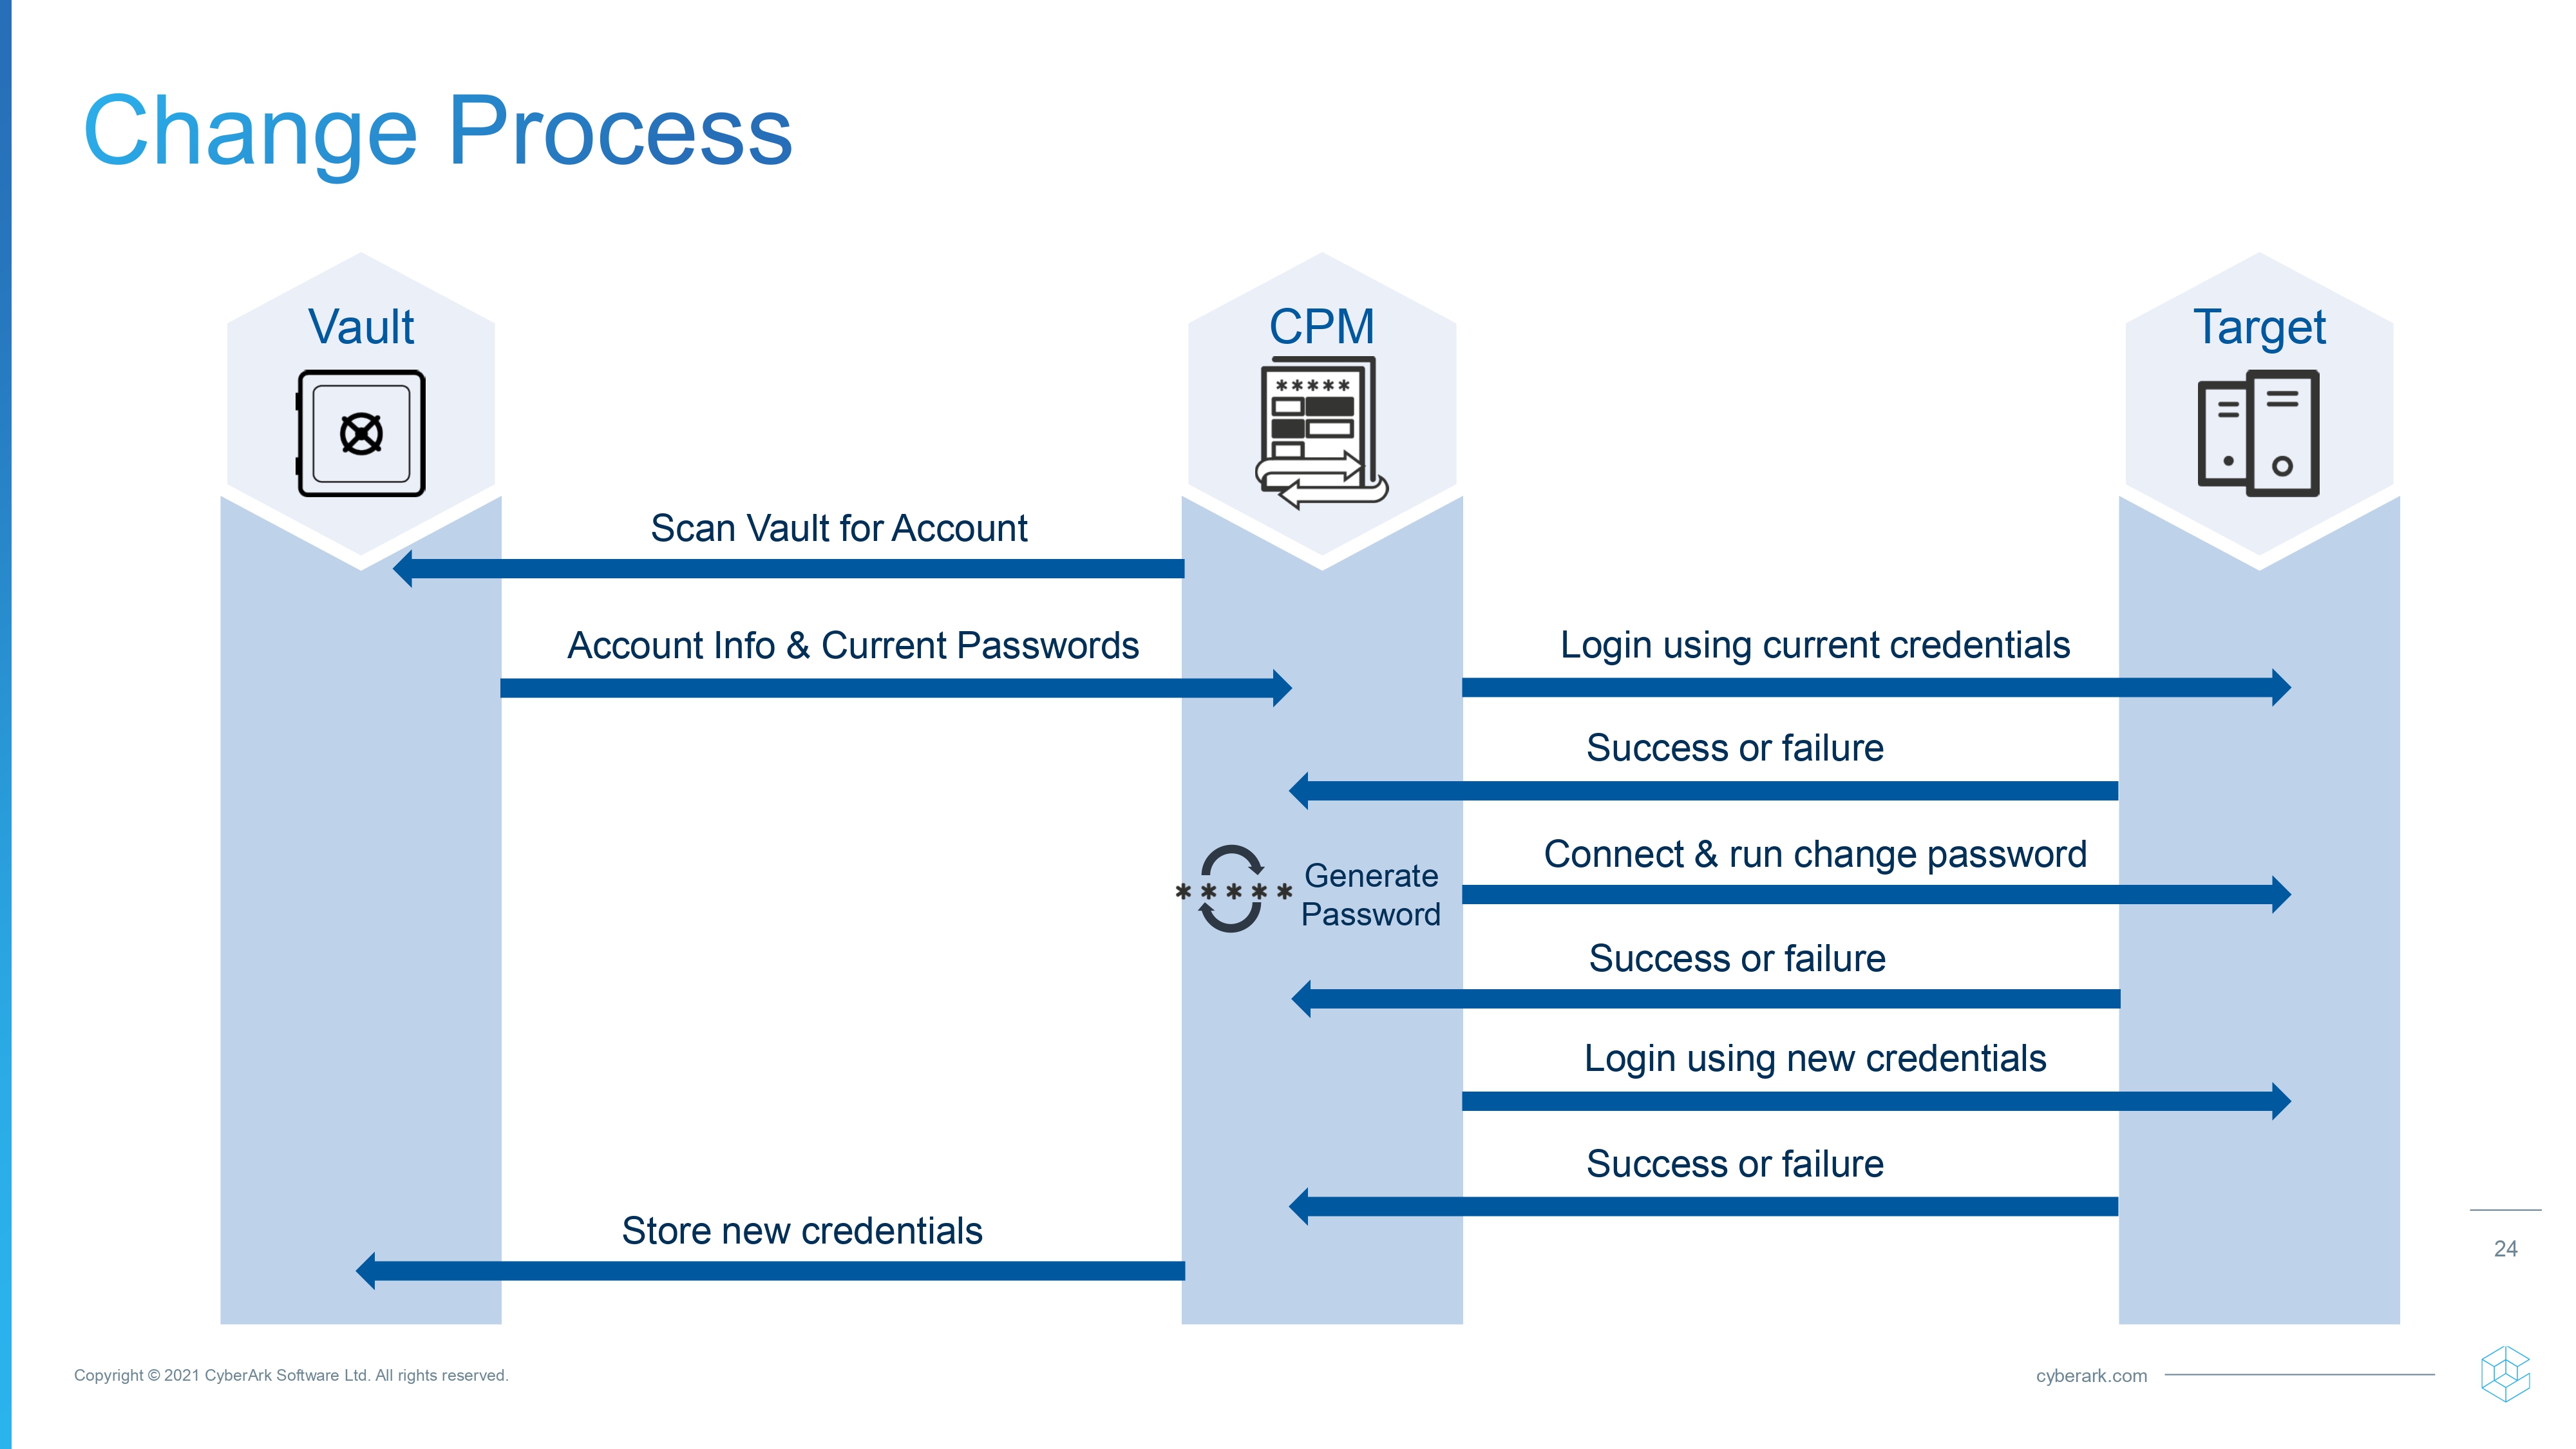 Change Process
Vault
CPM
Target
*****
Scan Vault for Account
Account Info & Current Passwords
Login using current credentials
Success or failure
Connect & run change password
* * * * *
Generate
Password
Success or failure
Login using new credentials
Success or failure
Store new credentials
24
Copyright © 2021 CyberArk Software Ltd. All rights reserved.
cyberark.com